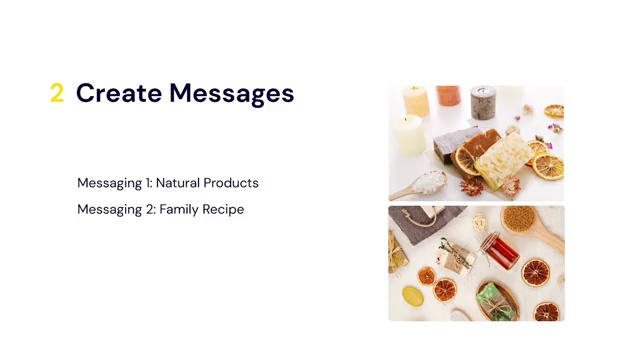 2 Create Messages
Messaging 1: Natural Products
Messaging 2: Family Recipe